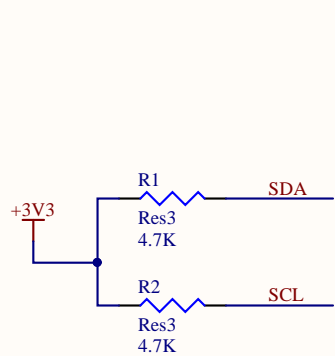 R1
SDA
+3V3
Res3
4.7K
R2
SCL
Res3
4.7K